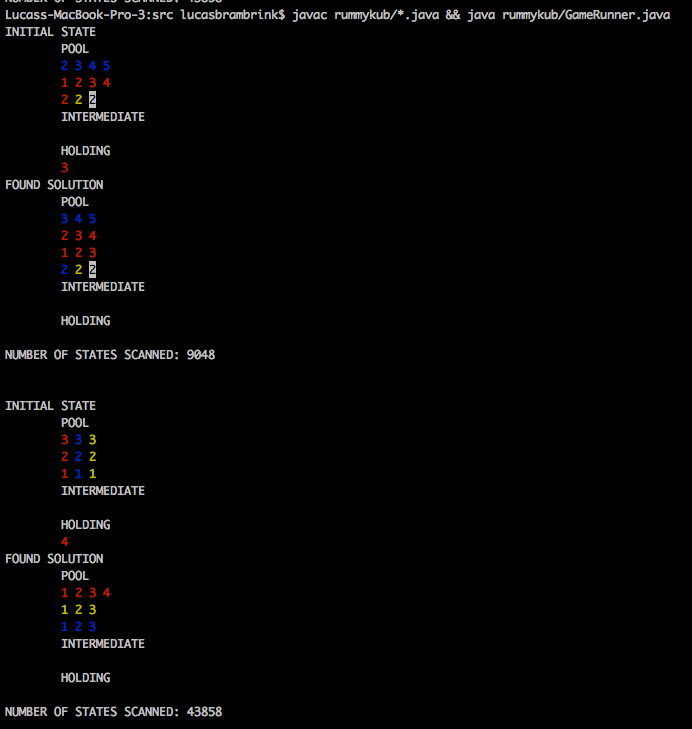 NUMBER OF STATES SCANNED: 43858
Lucass-MacBook-Pro-3:src lucasbrambrink$ javac rummykub/*.java && java rummykub/GameRunner.java
INITIAL STATE
POOL
2 3 4 5
1 2 3 4
2 2 2
INTERMEDIATE
HOLDING
3
FOUND SOLUTION
POOL
3 4 5
2 3 4
1 2 3
2 2 2
INTERMEDIATE
HOLDING
NUMBER OF STATES SCANNED: 9048
INITIAL STATE
POOL
3 3 3
2 2 2
1 1 1
INTERMEDIATE
HOLDING
4
FOUND SOLUTION
POOL
1 2 3 4
1 2 3
1 2 3
INTERMEDIATE
HOLDING
NUMBER OF STATES SCANNED: 43858